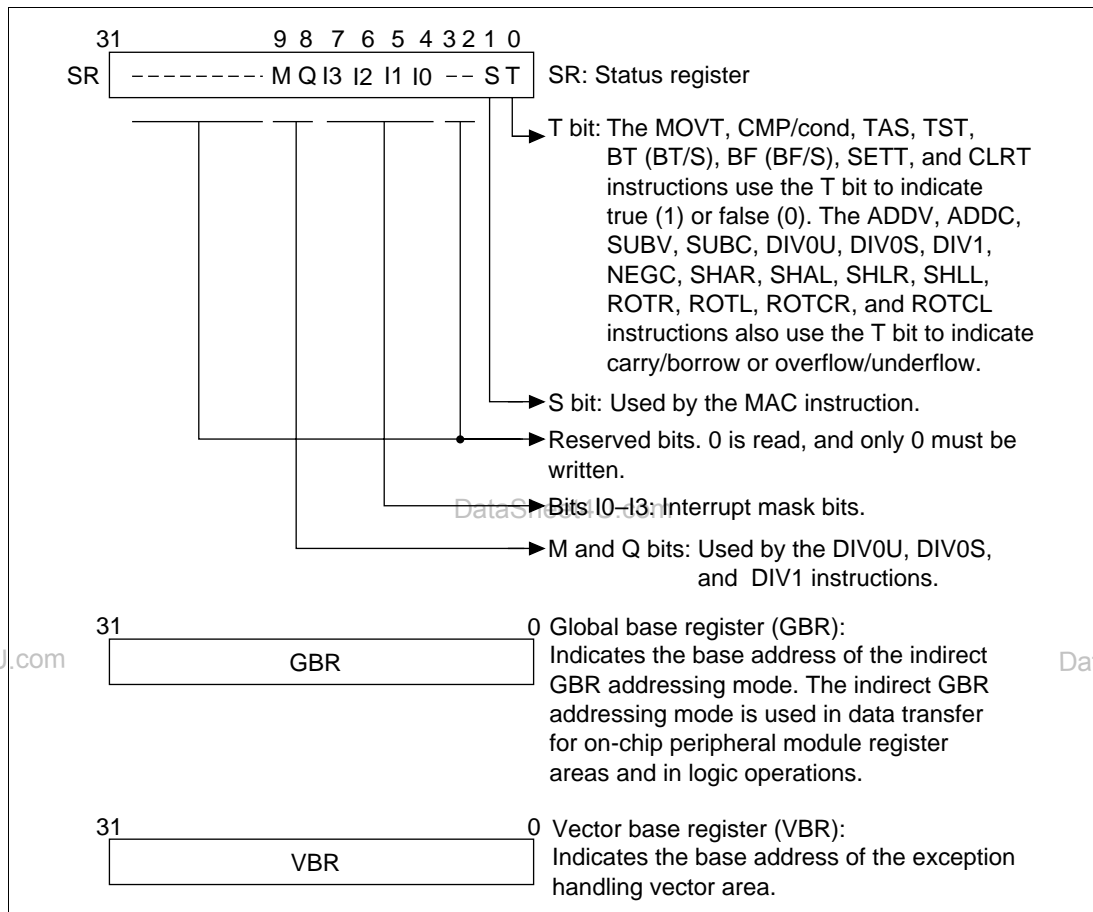 31 9 8 7 6 5 4 3 2 1 0
SR ---------- M Q I3 I2 I1 I0 -- S T SR: Status register
T bit: The MOVT, CMP/cond, TAS, TST,
BT (BT/S), BF (BF/S), SETT, and CLRT
instructions use the T bit to indicate
true (1) or false (0). The ADDV, ADDC,
SUBV, SUBC, DIV0U, DIV0S, DIV1,
NEGC, SHAR, SHAL, SHLR, SHLL,
ROTR, ROTL, ROTCR, and ROTCL
instructions also use the T bit to indicate
carry/borrow or overflow/underflow.
S bit: Used by the MAC instruction.
Reserved bits. 0 is read, and only 0 must be
written.
DataSheet4U.com
Bits I0–I3: Interrupt mask bits.
M and Q bits: Used by the DIV0U, DIV0S,
and DIV1 instructions.
31 0 Global base register (GBR):
GBR Indicates the base address of the indirect
GBR addressing mode. The indirect GBR
addressing mode is used in data transfer
for on-chip peripheral module register
areas and in logic operations.
U.com
Da
31 0 Vector base register (VBR):
VBR Indicates the base address of the exception
handling vector area.